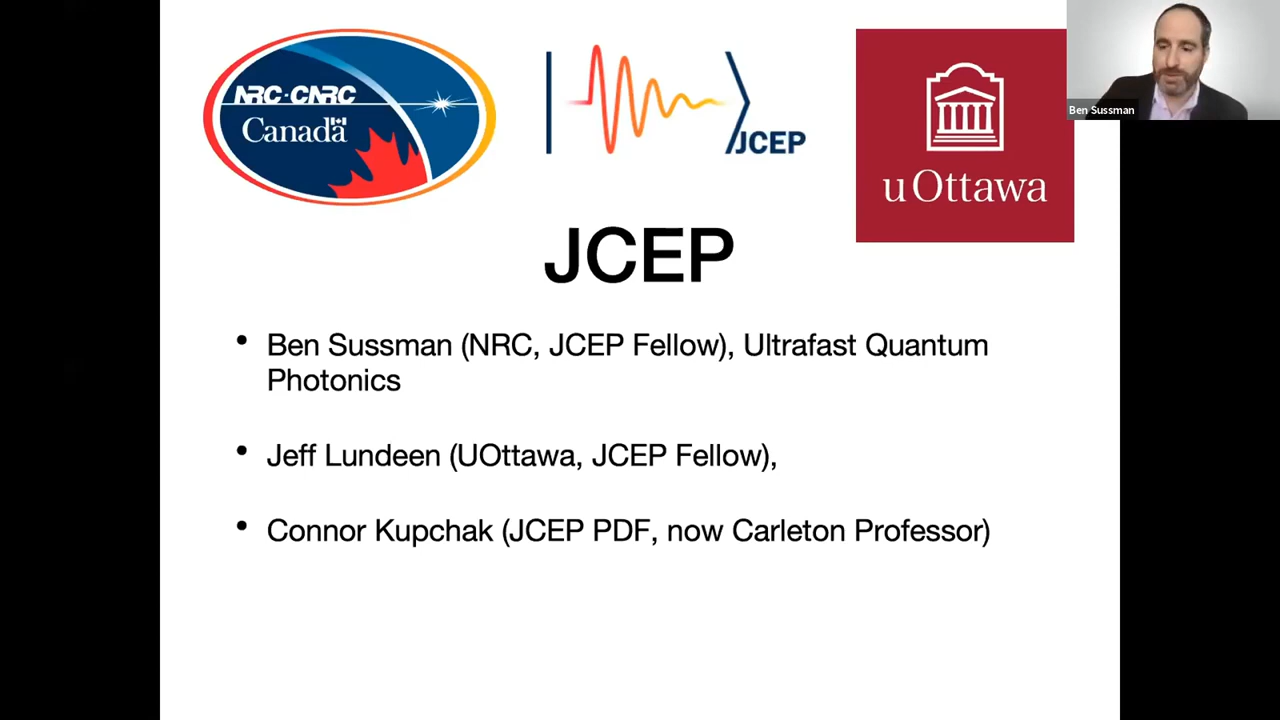 NRC·CNRC
Canada
JCEP
uOttawa
Ben Sussman
JCEP
• Ben Sussman (NRC, JCEP Fellow), Ultrafast Quantum
Photonics
• Jeff Lundeen (UOttawa, JCEP Fellow),
• Connor Kupchak (JCEP PDF, now Carleton Professor)